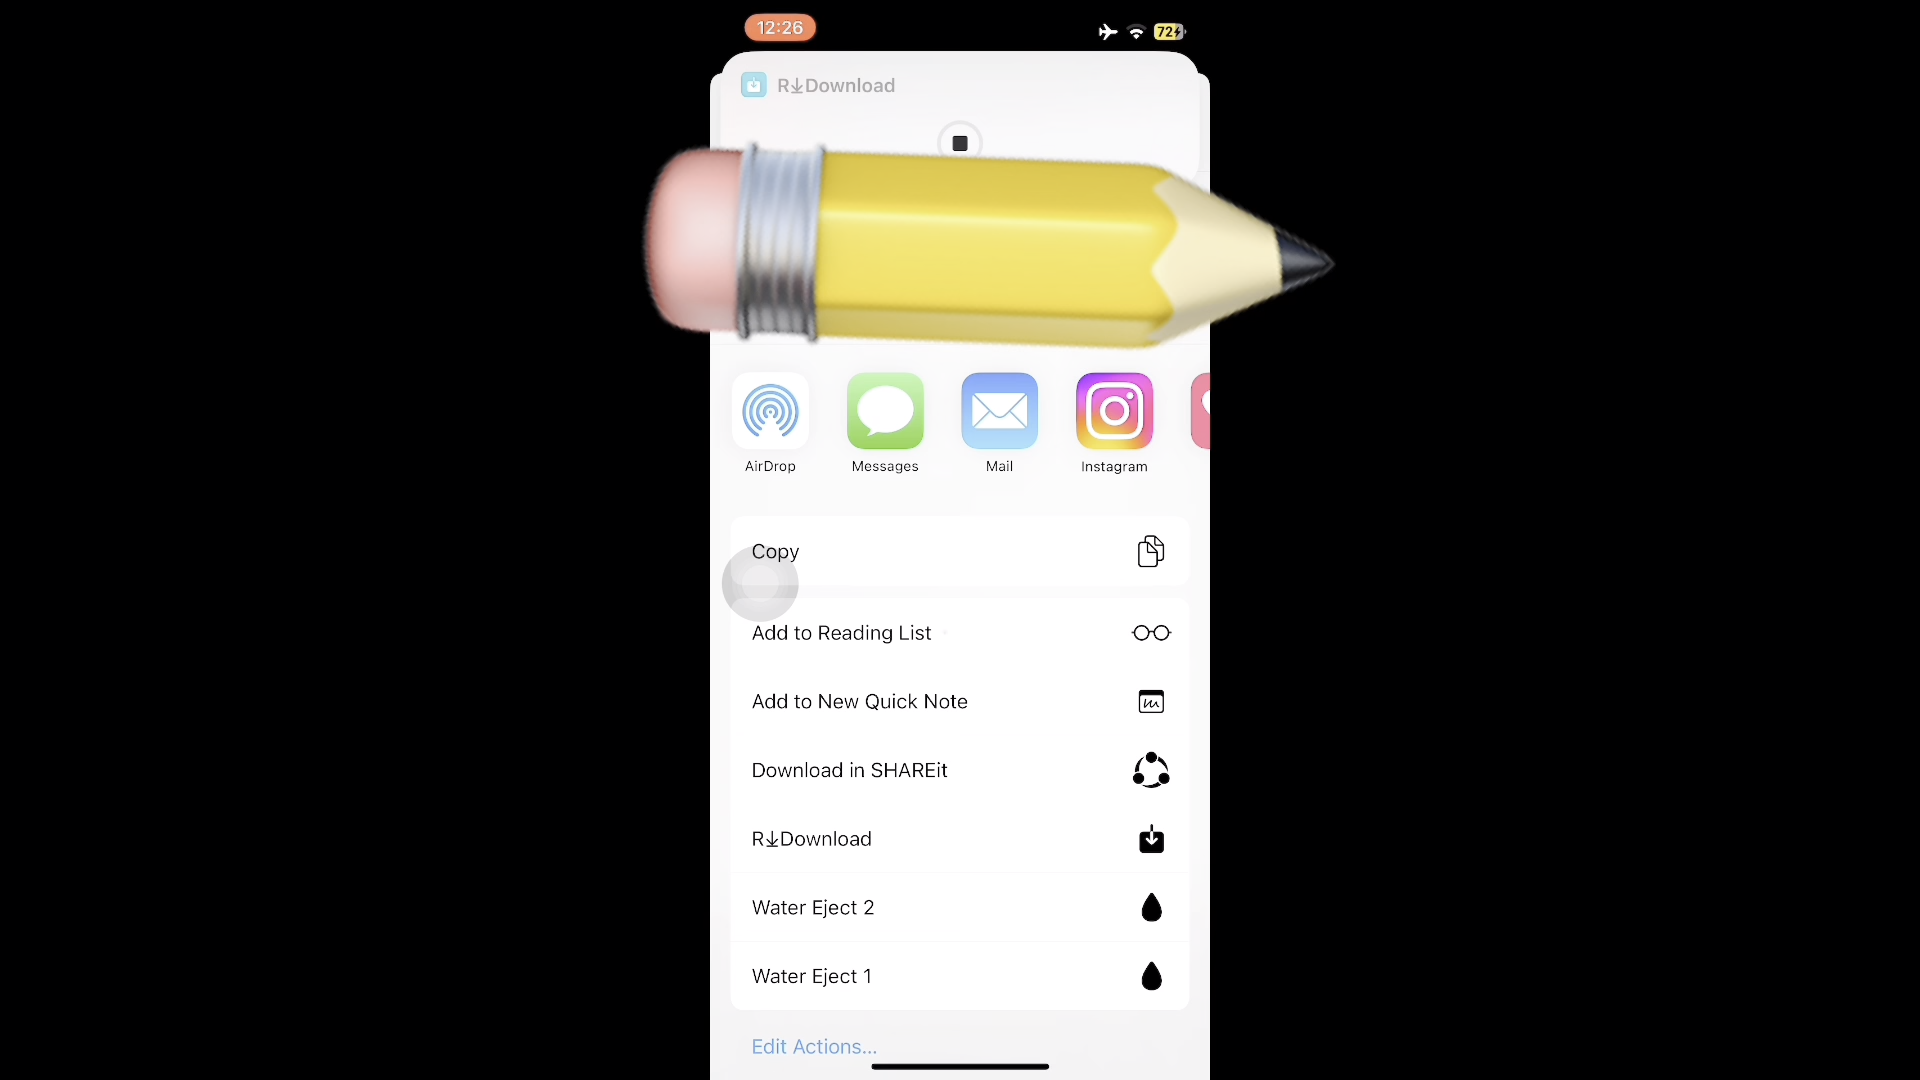 12:26
72
R↓Download
AirDrop
Messages
Mail
Instagram
Copy
Add to Reading List
Add to New Quick Note
Download in SHAREit
R↓Download
Water Eject 2
Water Eject 1
Edit Actions...